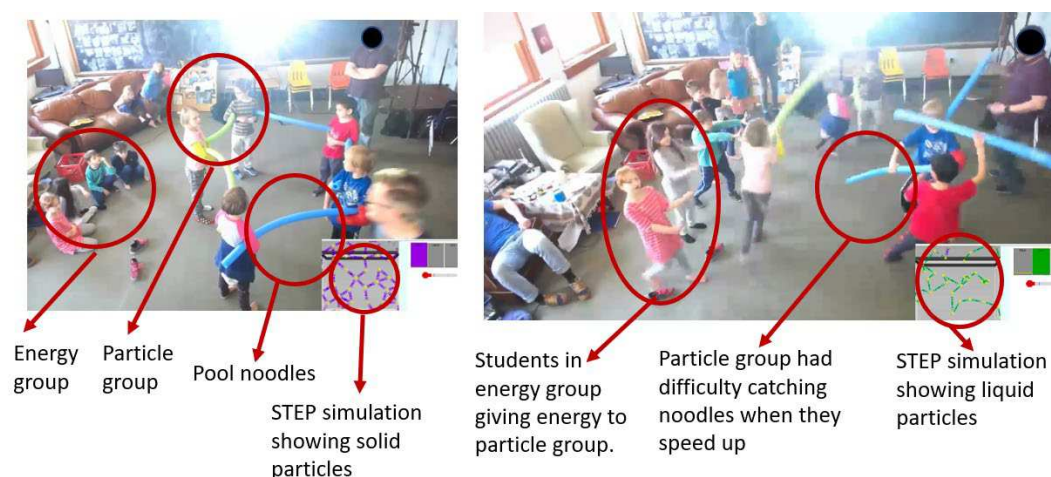 Energy
group
Particle
group
Pool noodles
STEP simulation
showing solid
particles
Students in
energy group
giving energy to
particle group.
Particle group had
difficulty catching
noodles when they
speed up
STEP simulation
showing liquid
particles